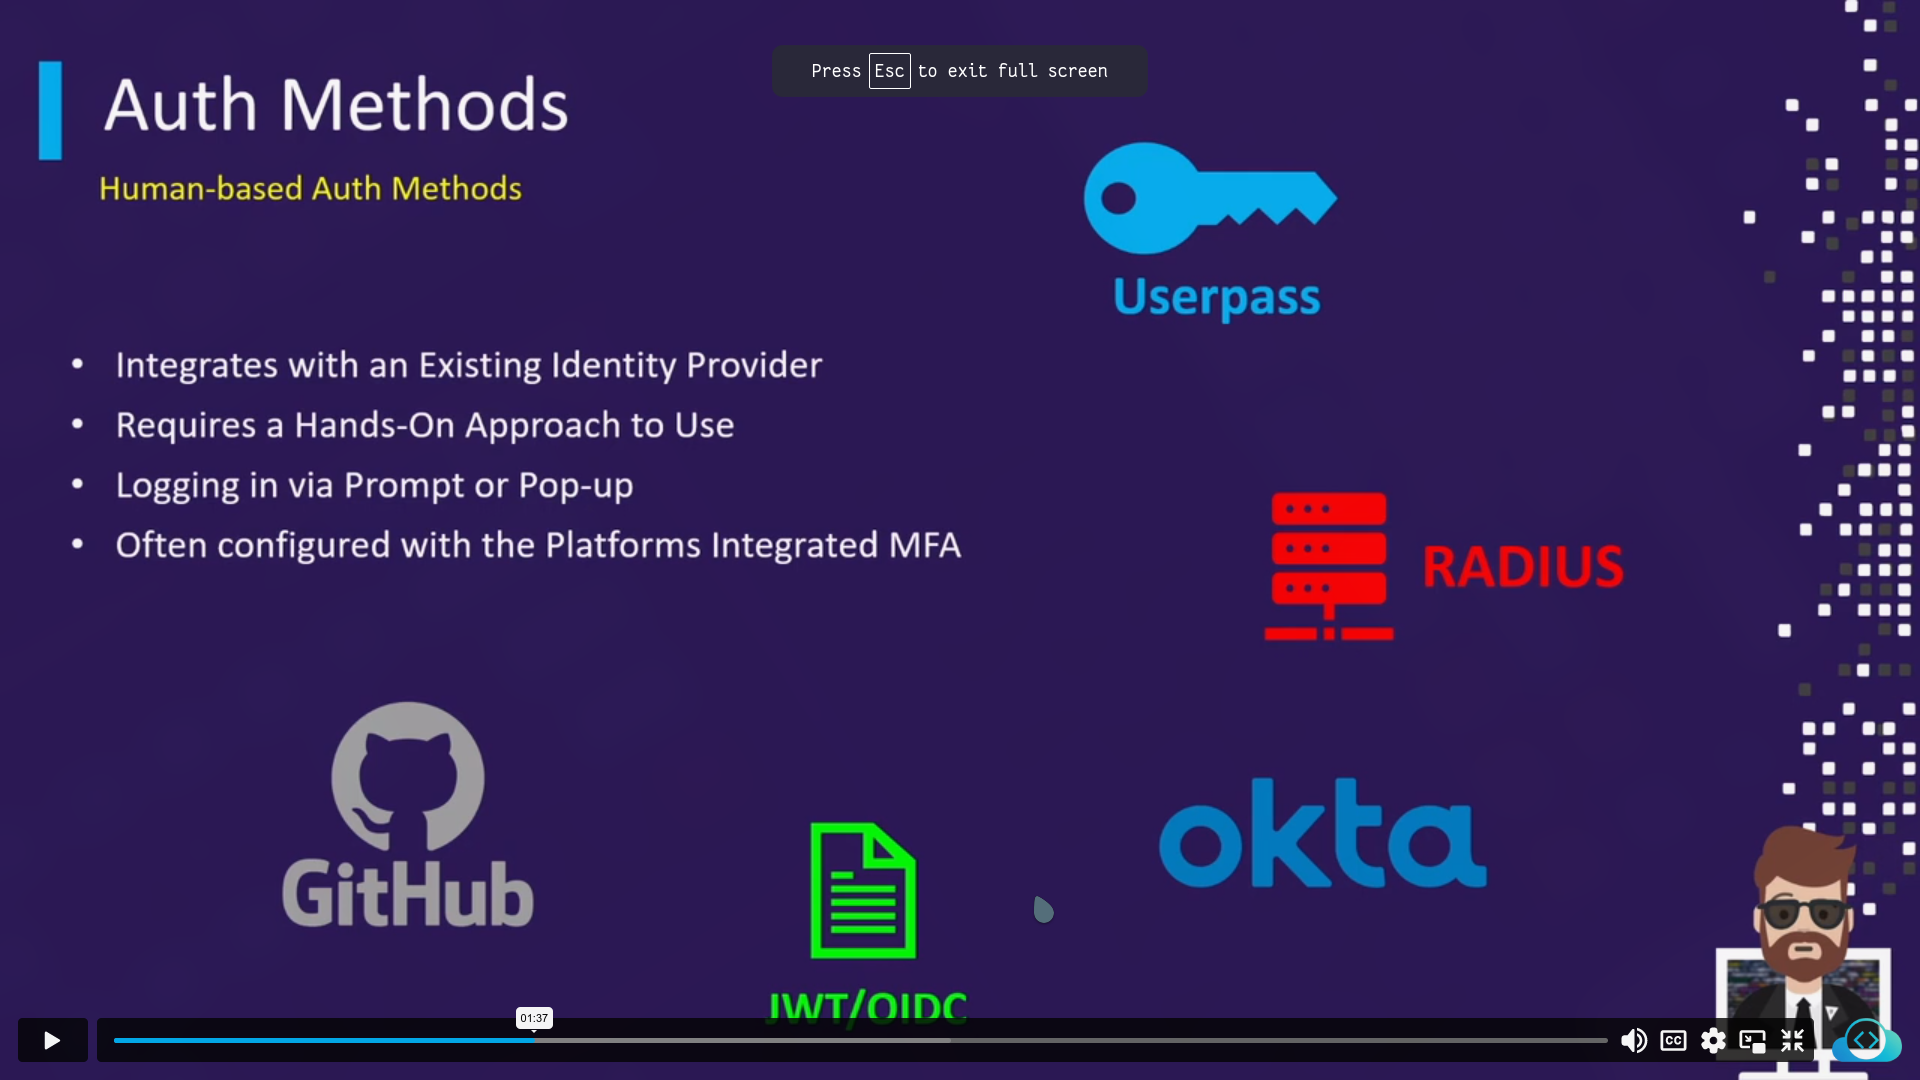 Press Esc to exit full screen
Auth Methods
Human-based Auth Methods
Userpass
• Integrates with an Existing Identity Provider
• Requires a Hands-On Approach to Use
• Logging in via Prompt or Pop-up
• Often configured with the Platforms Integrated MFA
RADIUS
GitHub
okta
JWT/OIDC
01:37
CC